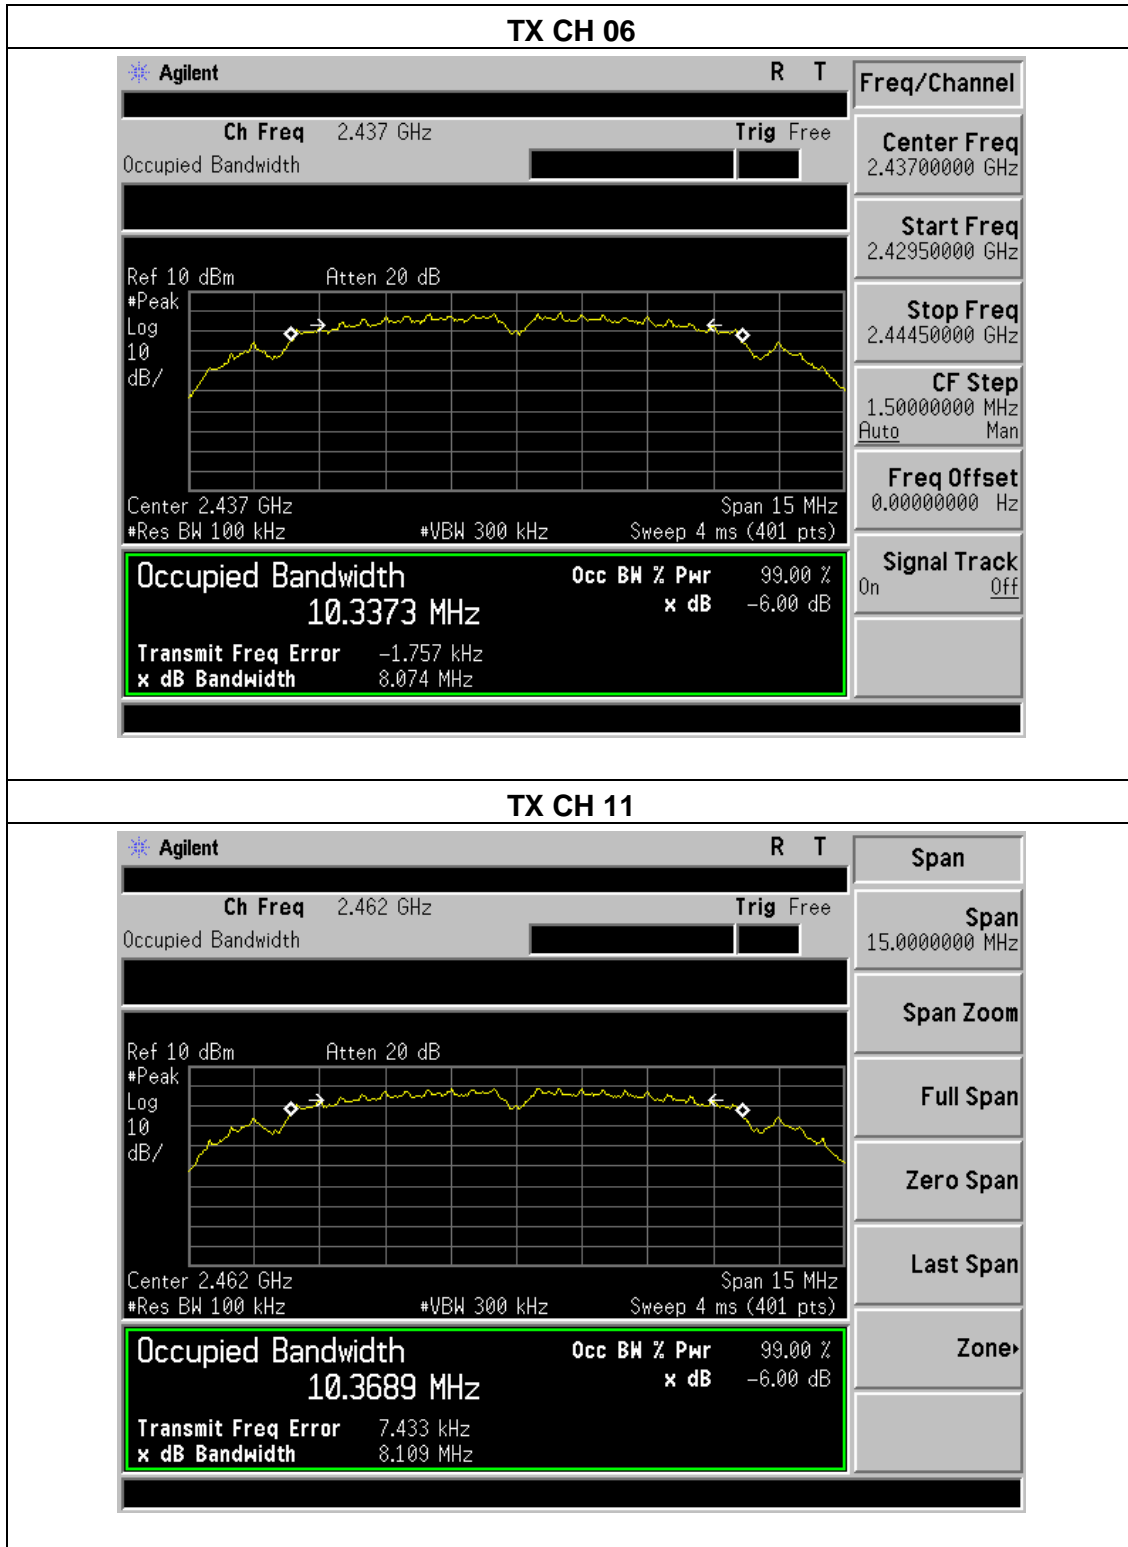 TX CH 06
Agilent R T
Freq/Channel
Ch Freq 2.437 GHz Trig Free
Occupied Bandwidth
Center Freq
2.43700000 GHz
Start Freq
2.42950000 GHz
Stop Freq
2.44450000 GHz
CF Step
1.50000000 MHz
Auto Man
Freq Offset
0.00000000 Hz
Signal Track
On Off
Ref 10 dBm Atten 20 dB
#Peak
Log
10
dB/
Center 2.437 GHz Span 15 MHz
#Res BW 100 kHz #VBW 300 kHz Sweep 4 ms (401 pts)
Occupied Bandwidth Occ BW % Pwr 99.00 %
10.3373 MHz x dB -6.00 dB
Transmit Freq Error -1.757 kHz
x dB Bandwidth 8.074 MHz
TX CH 11
Agilent R T
Span
Ch Freq 2.462 GHz Trig Free
Occupied Bandwidth
Span
15.0000000 MHz
Span Zoom
Full Span
Zero Span
Last Span
Zone
Ref 10 dBm Atten 20 dB
#Peak
Log
10
dB/
Center 2.462 GHz Span 15 MHz
#Res BW 100 kHz #VBW 300 kHz Sweep 4 ms (401 pts)
Occupied Bandwidth Occ BW % Pwr 99.00 %
10.3689 MHz x dB -6.00 dB
Transmit Freq Error 7.433 kHz
x dB Bandwidth 8.109 MHz